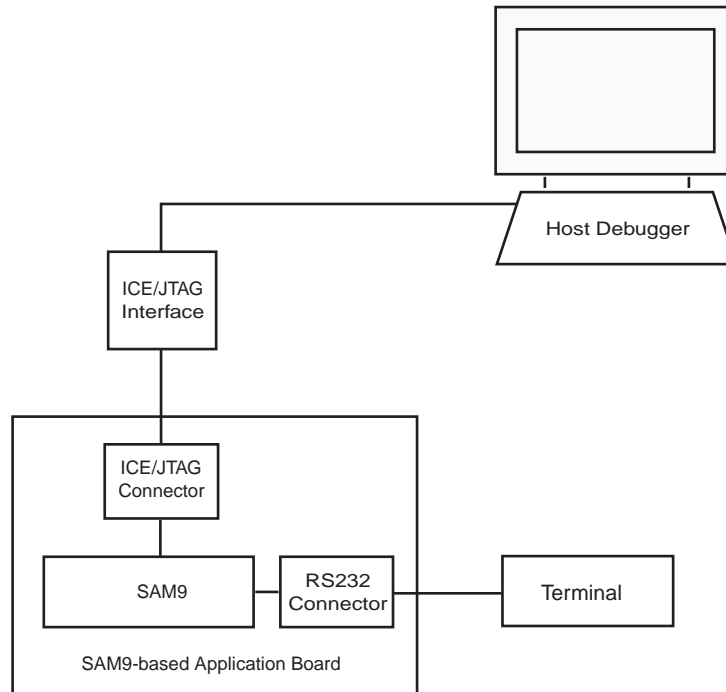 Host Debugger
ICE/JTAG
Interface
ICE/JTAG
Connector
SAM9
RS232
Connector
Terminal
SAM9-based Application Board